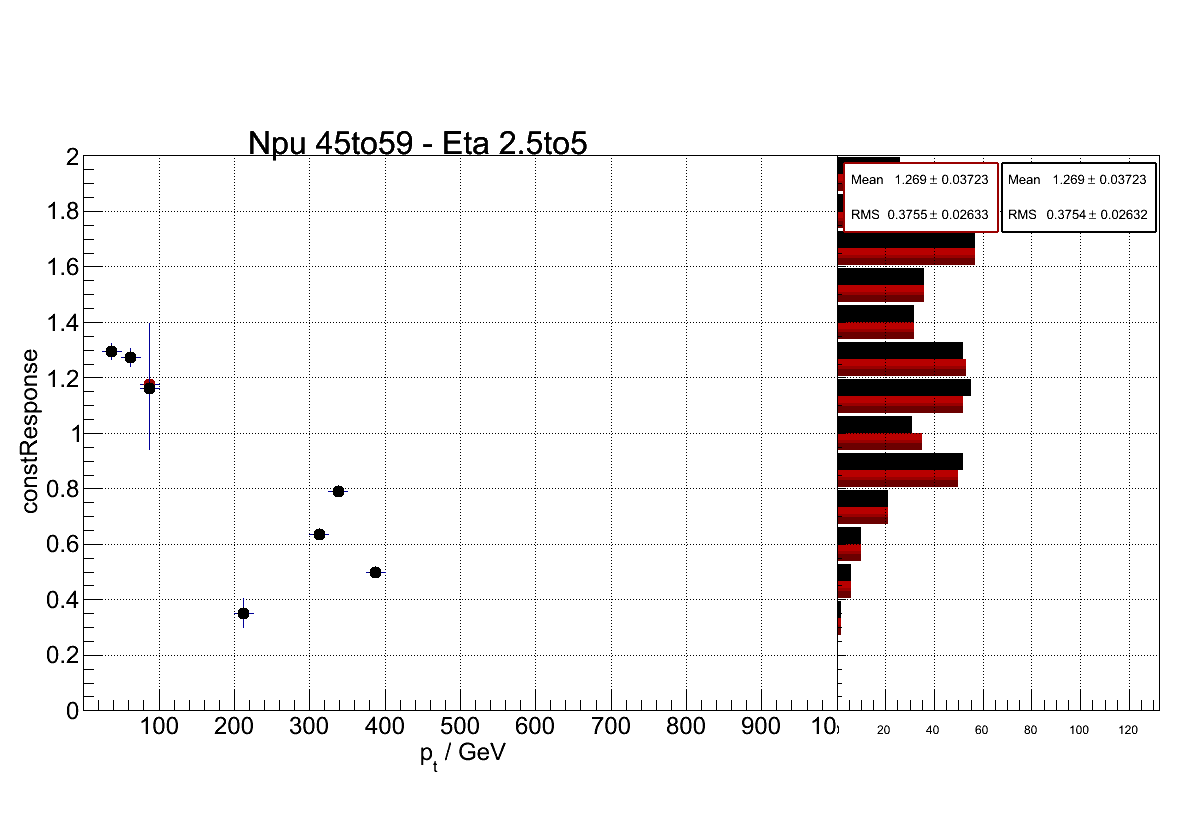 Npu 45to59 - Eta 2.5to5
constResponse
2
1.8
1.6
1.4
1.2
1
0.8
0.6
0.4
0.2
0
100 200 300 400 500 600 700 800 900 10
p_t / GeV
Mean 1.269 ± 0.03723
RMS 0.3755 ± 0.02633
Mean 1.269 ± 0.03723
RMS 0.3754 ± 0.02632
20 40 60 80 100 120